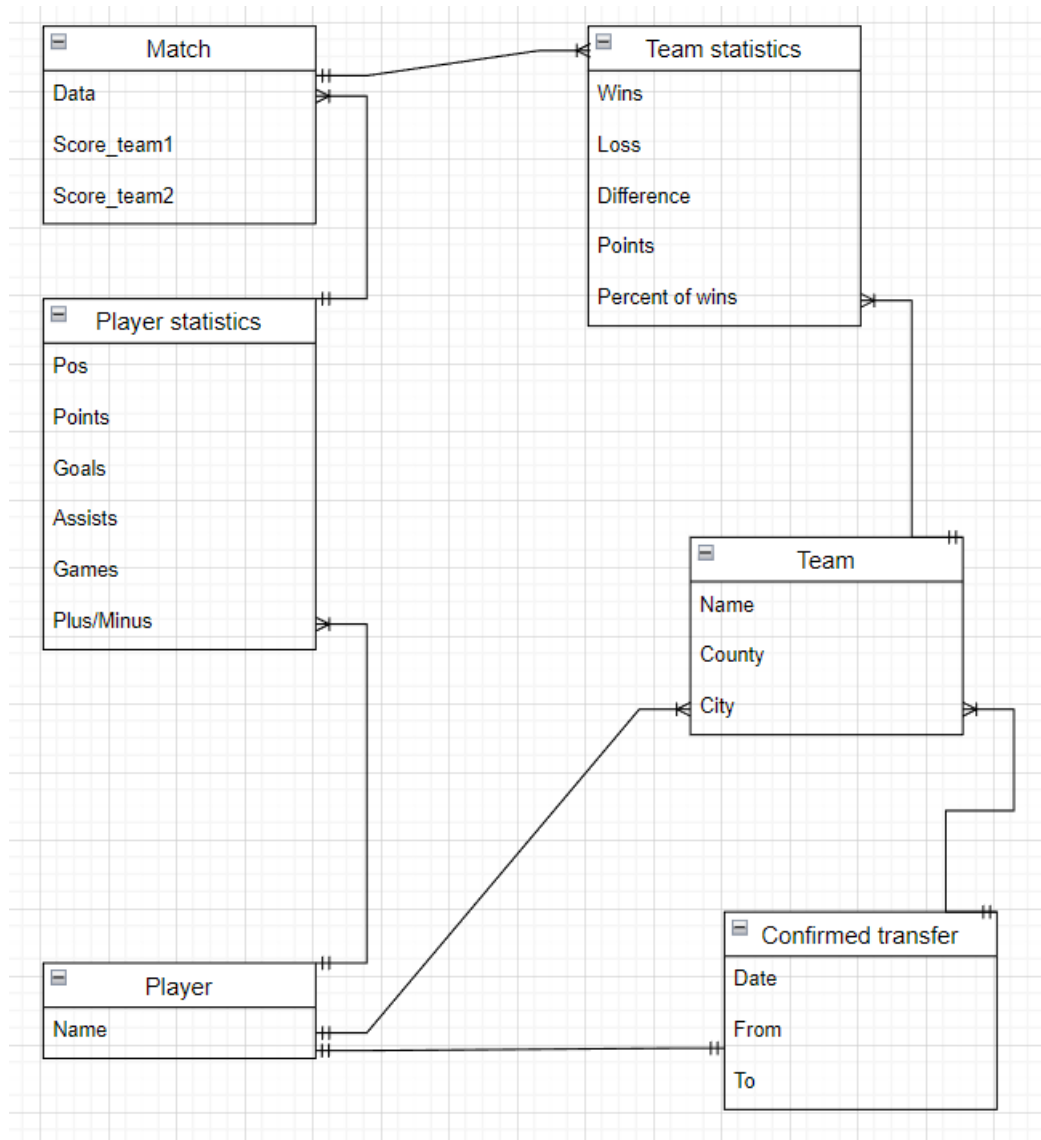 Match
Data
Score_team1
Score_team2
Team statistics
Wins
Loss
Difference
Points
Percent of wins
Player statistics
Pos
Points
Goals
Assists
Games
Plus/Minus
Team
Name
County
City
Player
Name
Confirmed transfer
Date
From
To